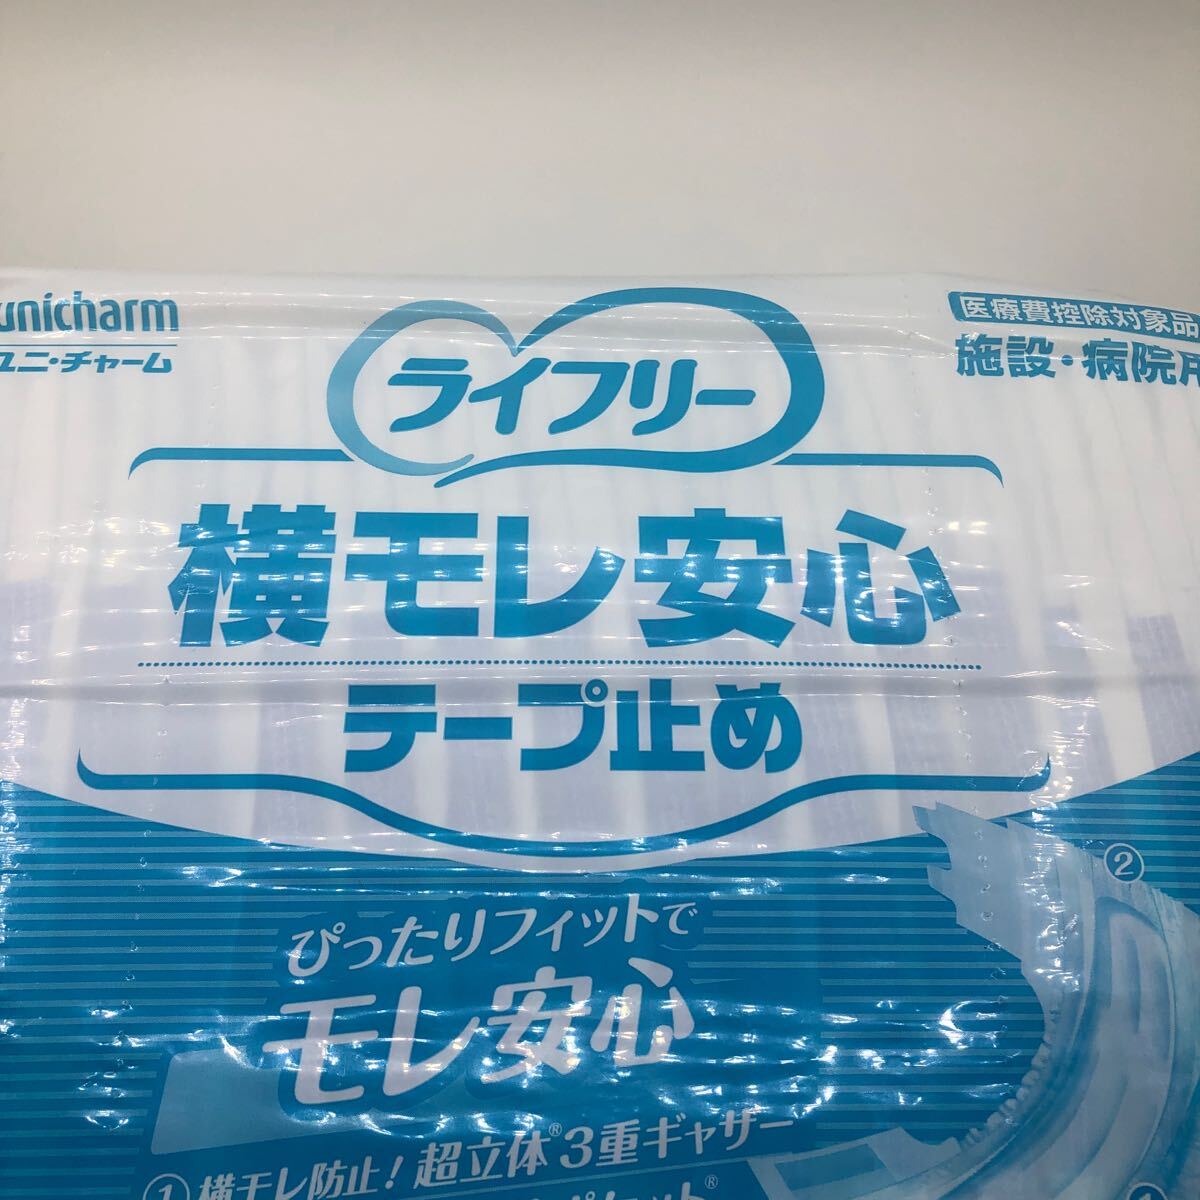 unicharm
ユニ・チャーム
医療費控除対象品
施設・病院用
ライフリー
横モレ安心
テープ止め
②
ぴったりフィットで
モレ安心
①横モレ防止！超立体®3重ギャザー